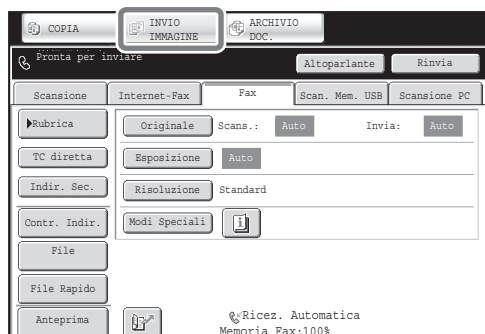 COPIA
INVIO
IMMAGINE
ARCHIVIO
DOC.
Pronta per inviare
Altoparlante Rinvia
Scansione Internet-Fax Fax Scan. Mem. USB Scansione PC
Rubrica
Originale Scans.: Auto Invia: Auto
TC diretta
Esposizione Auto
Indir. Sec.
Risoluzione Standard
Contr. Indir.
Modi Speciali
File
File Rapido
Anteprima
Ricez. Automatica
Memoria Fax:100%